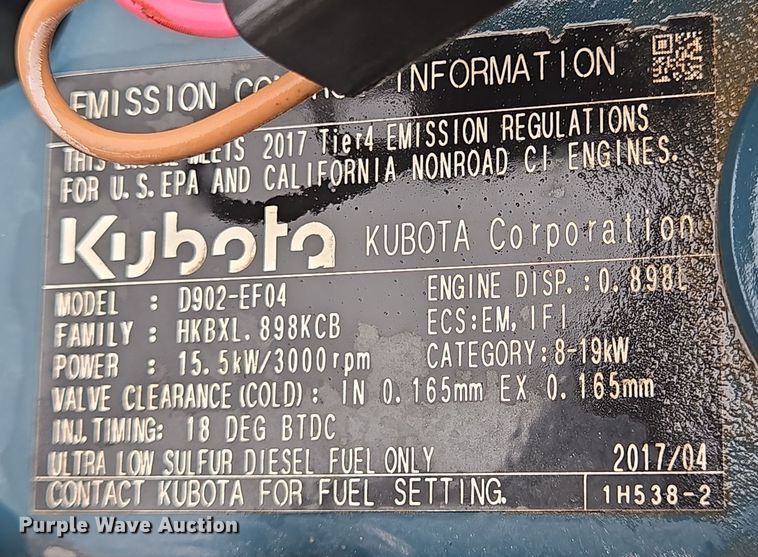 EMISSION INFORMATION
THIS MEETS 2017 Tier4 EMISSION REGULATIONS
FOR U.S.EPA AND CALIFORNIA NONROAD CI ENGINES.
Kubota KUBOTA Corporation
MODEL : D902-EF04 ENGINE DISP.:0.898L
FAMILY : HKBXL.898KCB ECS:EM,IFI
POWER : 15.5kW/3000rpm CATEGORY:8-19kW
VALVE CLEARANCE(COLD): IN 0.165mm EX 0.165mm
INJ.TIMING: 18 DEG BTDC
ULTRA LOW SULFUR DIESEL FUEL ONLY 2017/04
CONTACT KUBOTA FOR FUEL SETTING. 1H538-2
Purple Wave Auction